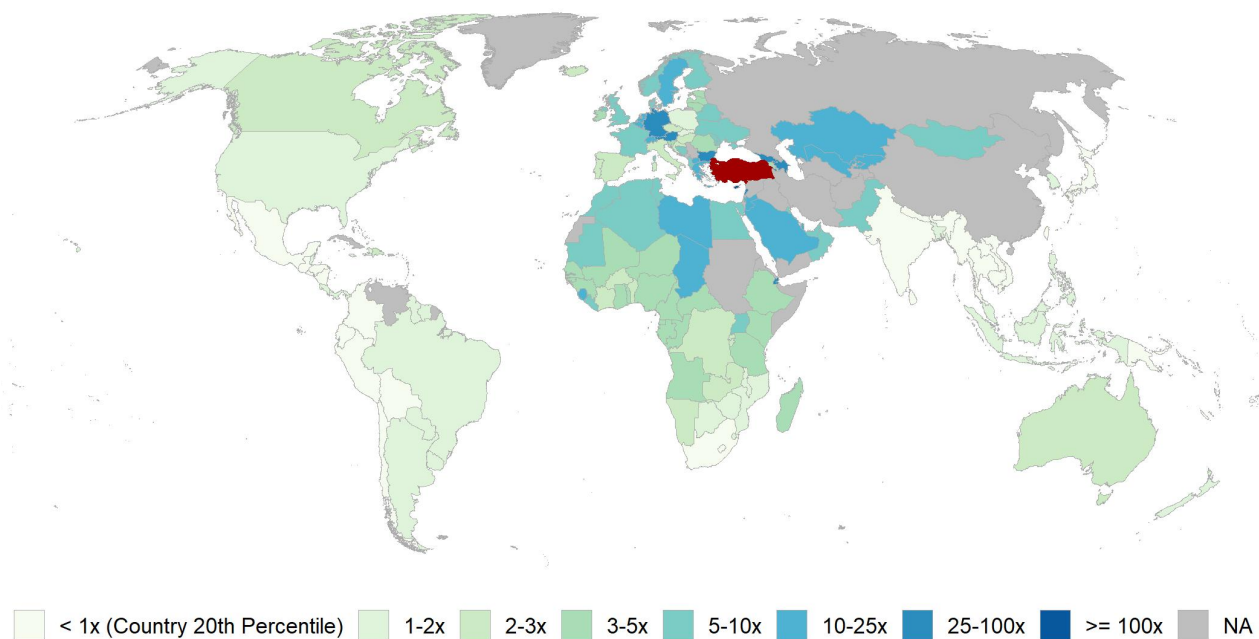 < 1x (Country 20th Percentile) 1-2x 2-3x 3-5x 5-10x 10-25x 25-100x >= 100x NA